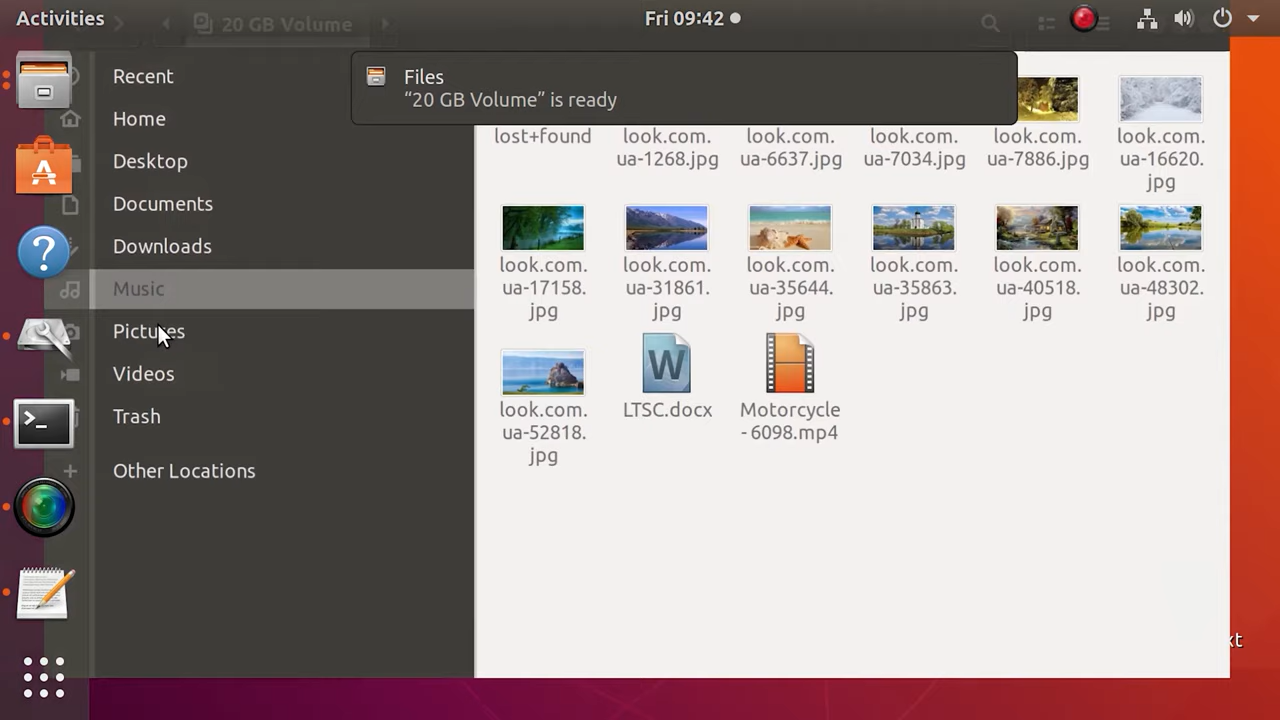 Activities
20 GB Volume
Fri 09:42
Files
"20 GB Volume" is ready
Recent
Home
Desktop
Documents
Downloads
Music
Pictures
Videos
Trash
Other Locations
lost+found
look.com.
ua-1268.jpg
look.com.
ua-6637.jpg
look.com.
ua-7034.jpg
look.com.
ua-7886.jpg
look.com.
ua-16620.
jpg
look.com.
ua-17158.
jpg
look.com.
ua-31861.
jpg
look.com.
ua-35644.
jpg
look.com.
ua-35863.
jpg
look.com.
ua-40518.
jpg
look.com.
ua-48302.
jpg
look.com.
ua-52818.
jpg
W
LTSC.docx
Motorcycle
-6098.mp4
xt